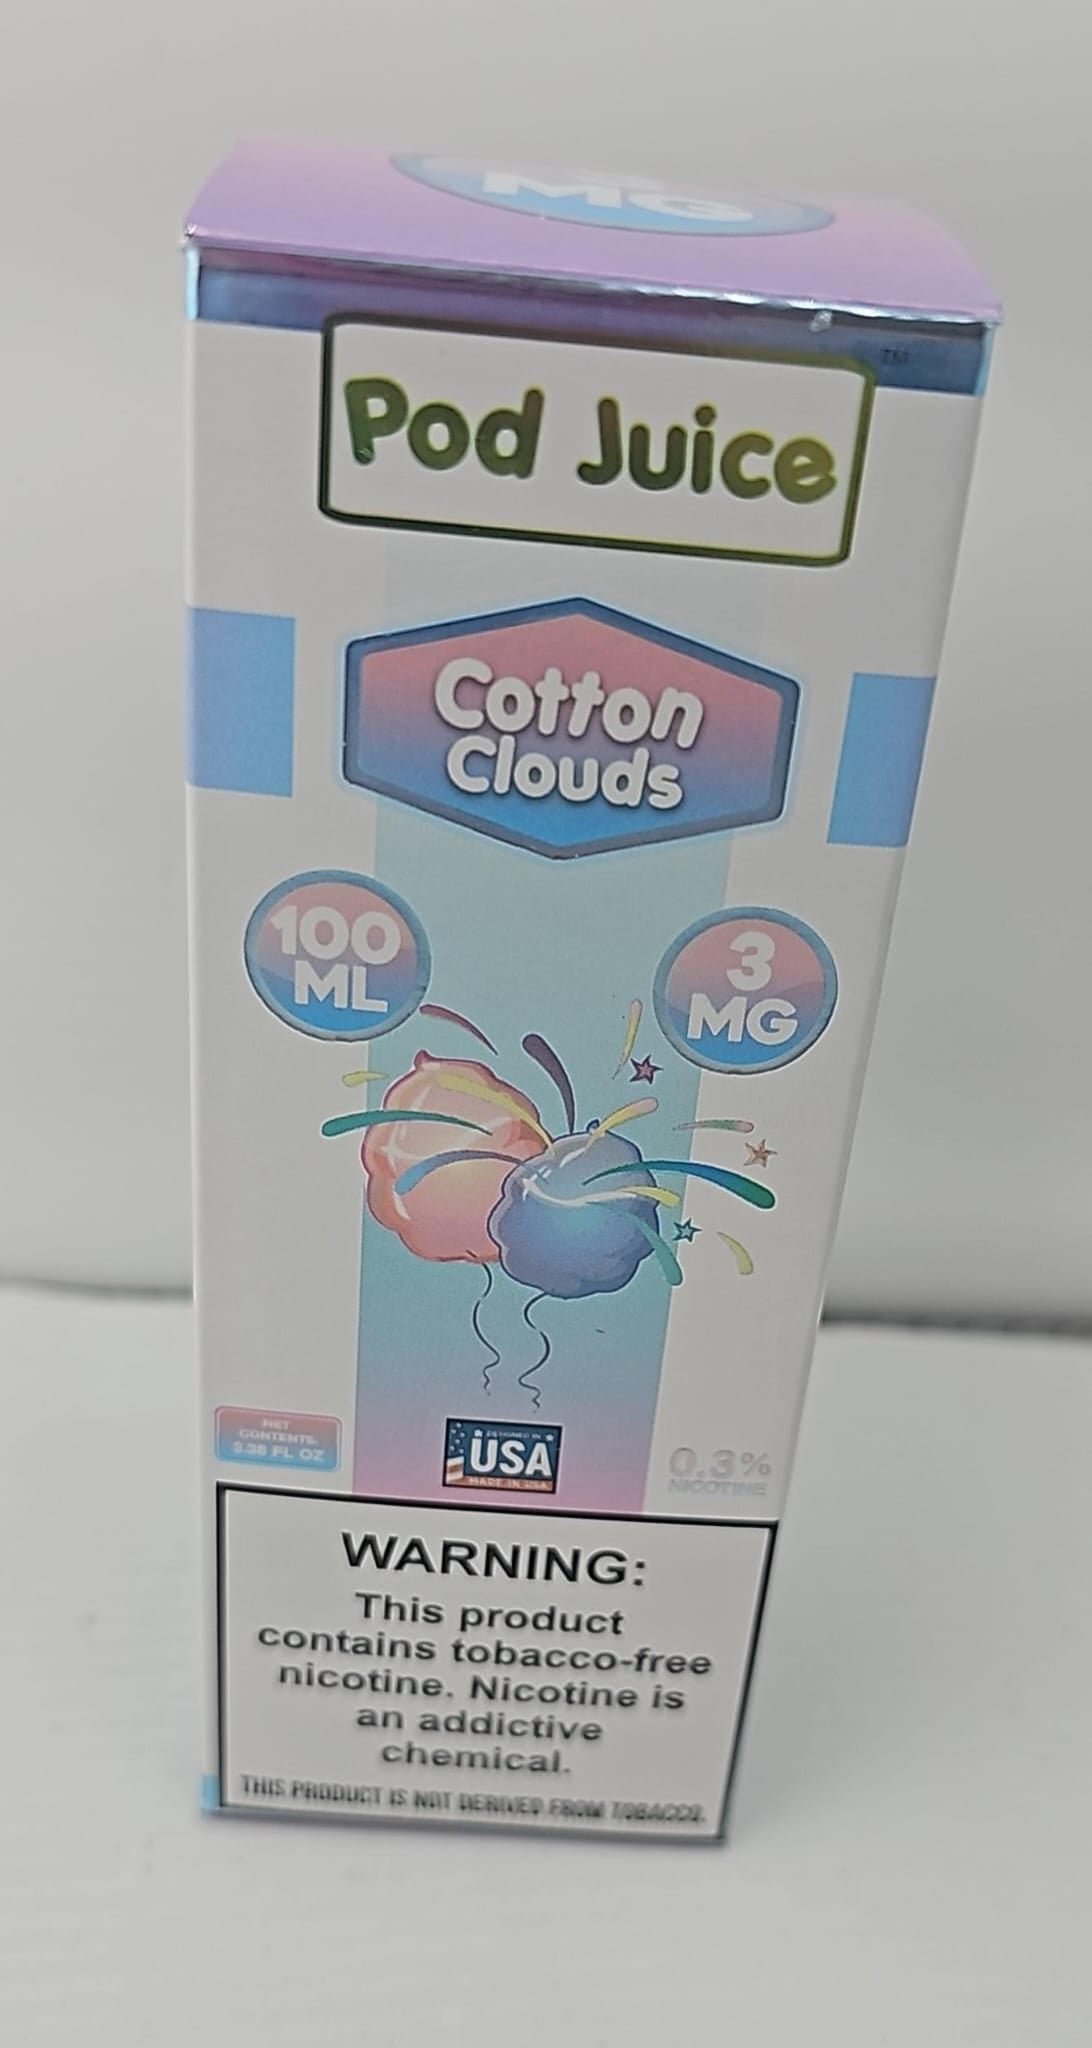 MG
TM
Pod Juice
Cotton
Clouds
100
ML
3
MG
NET
CONTENTS.
3.38 FL OZ
DESIGNED IN
USA
MADE IN USA
0.3%
NICOTINE
WARNING:
This product
contains tobacco-free
nicotine. Nicotine is
an addictive
chemical.
THIS PRODUCT IS NOT DERIVED FROM TOBACCO.